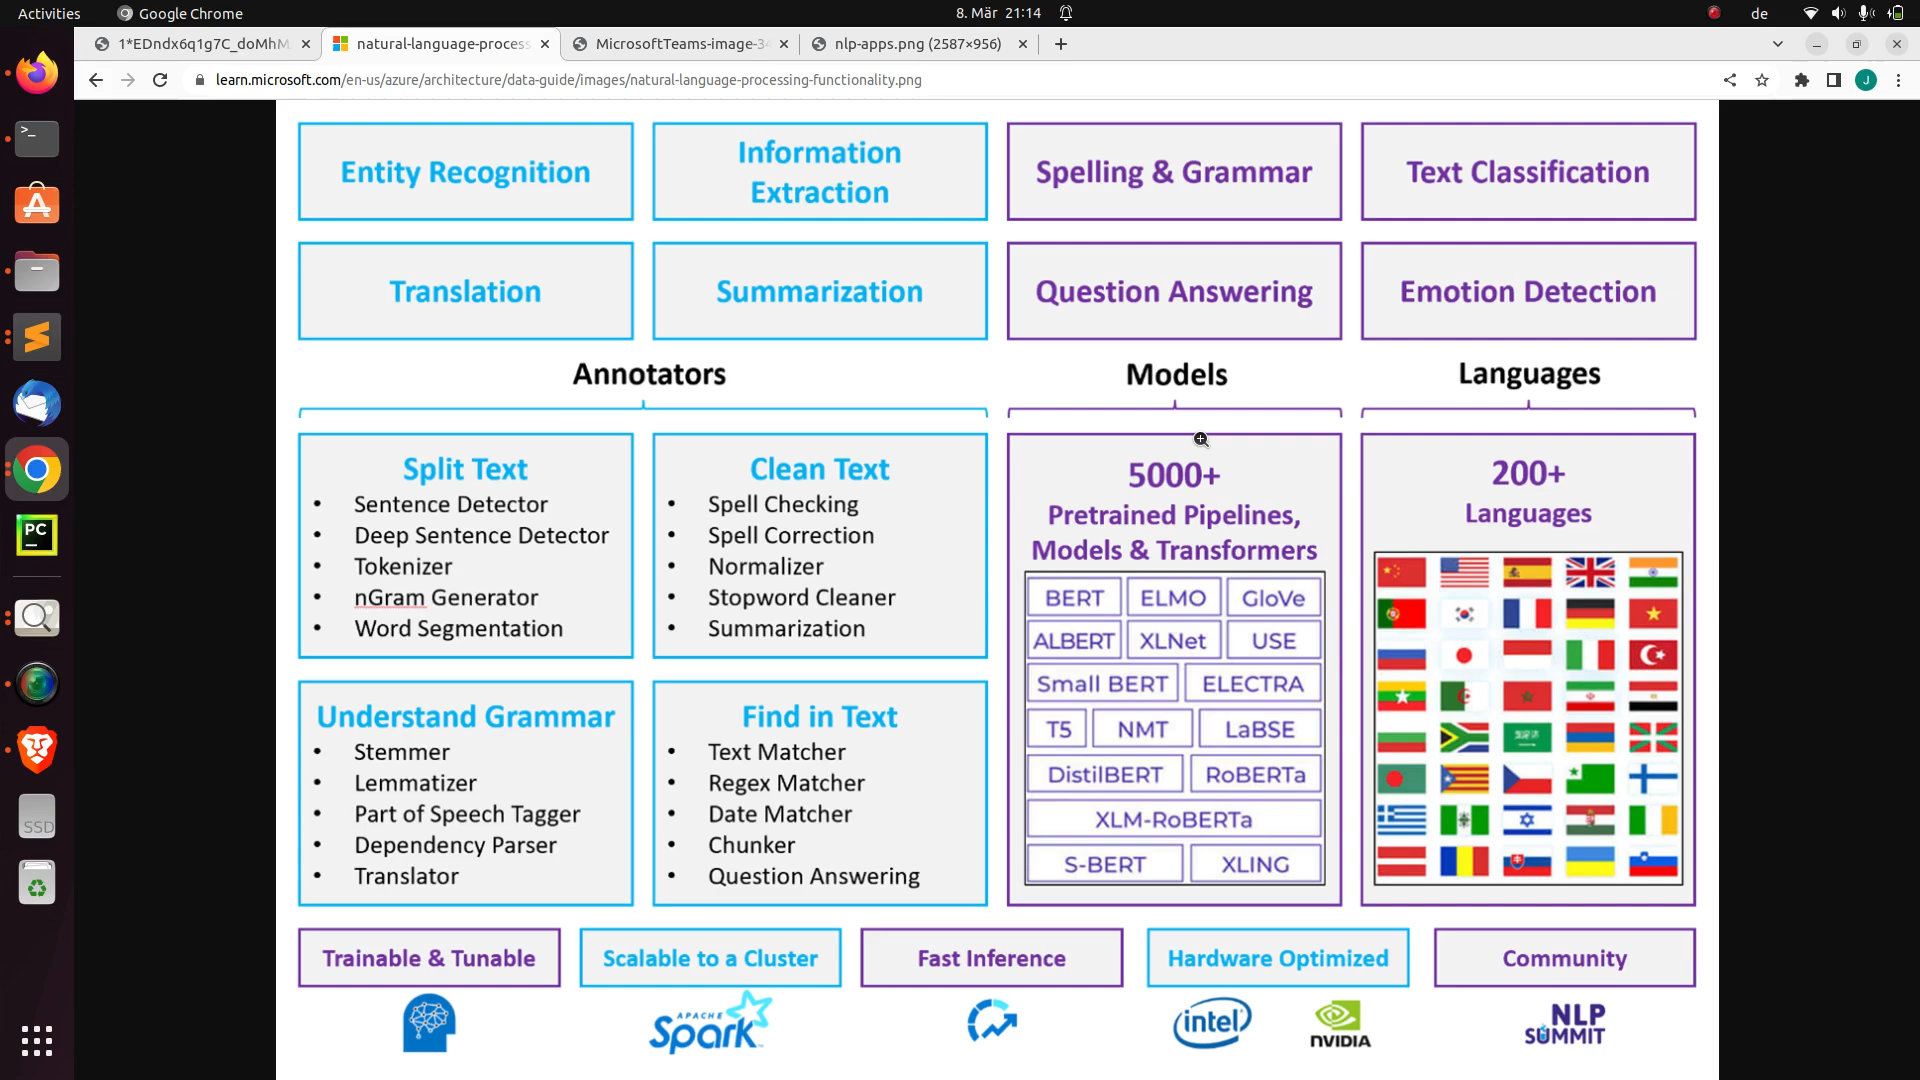 Activities
Google Chrome
8. Mär 21:14
de
1*EDndx6q1g7C_doMhM
natural-language-process
MicrosoftTeams-image-34
nlp-apps.png (2587×956)
learn.microsoft.com/en-us/azure/architecture/data-guide/images/natural-language-processing-functionality.png
J
Entity Recognition
Information
Extraction
Spelling & Grammar
Text Classification
Translation
Summarization
Question Answering
Emotion Detection
Annotators
Models
Languages
Split Text
• Sentence Detector
• Deep Sentence Detector
• Tokenizer
• nGram Generator
• Word Segmentation
Clean Text
• Spell Checking
• Spell Correction
• Normalizer
• Stopword Cleaner
• Summarization
Understand Grammar
• Stemmer
• Lemmatizer
• Part of Speech Tagger
• Dependency Parser
• Translator
Find in Text
• Text Matcher
• Regex Matcher
• Date Matcher
• Chunker
• Question Answering
5000+
Pretrained Pipelines,
Models & Transformers
BERT ELMO GloVe
ALBERT XLNet USE
Small BERT ELECTRA
T5 NMT LaBSE
DistilBERT RoBERTa
XLM-RoBERTa
S-BERT XLING
200+
Languages
Trainable & Tunable
Scalable to a Cluster
Fast Inference
Hardware Optimized
Community
APACHE
Spark
intel
NVIDIA
NLP
SUMMIT
>_
PC
SSD